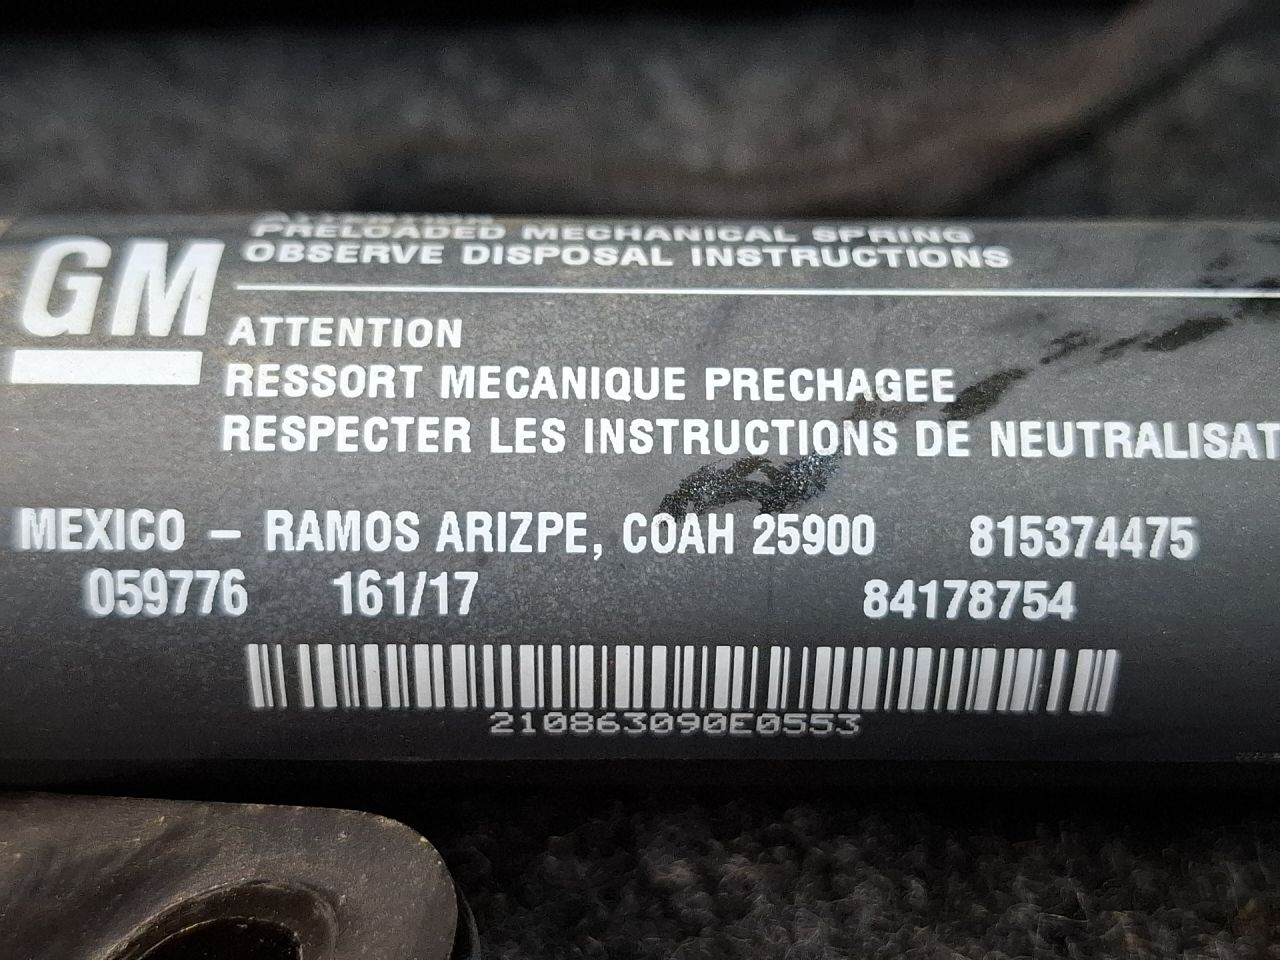 GM
ATTENTION
PRELOADED MECHANICAL SPRING
OBSERVE DISPOSAL INSTRUCTIONS
ATTENTION
RESSORT MECANIQUE PRECHAGEE
RESPECTER LES INSTRUCTIONS DE NEUTRALISAT
MEXICO - RAMOS ARIZPE, COAH 25900 815374475
059776 161/17 84178754
210863090E0553